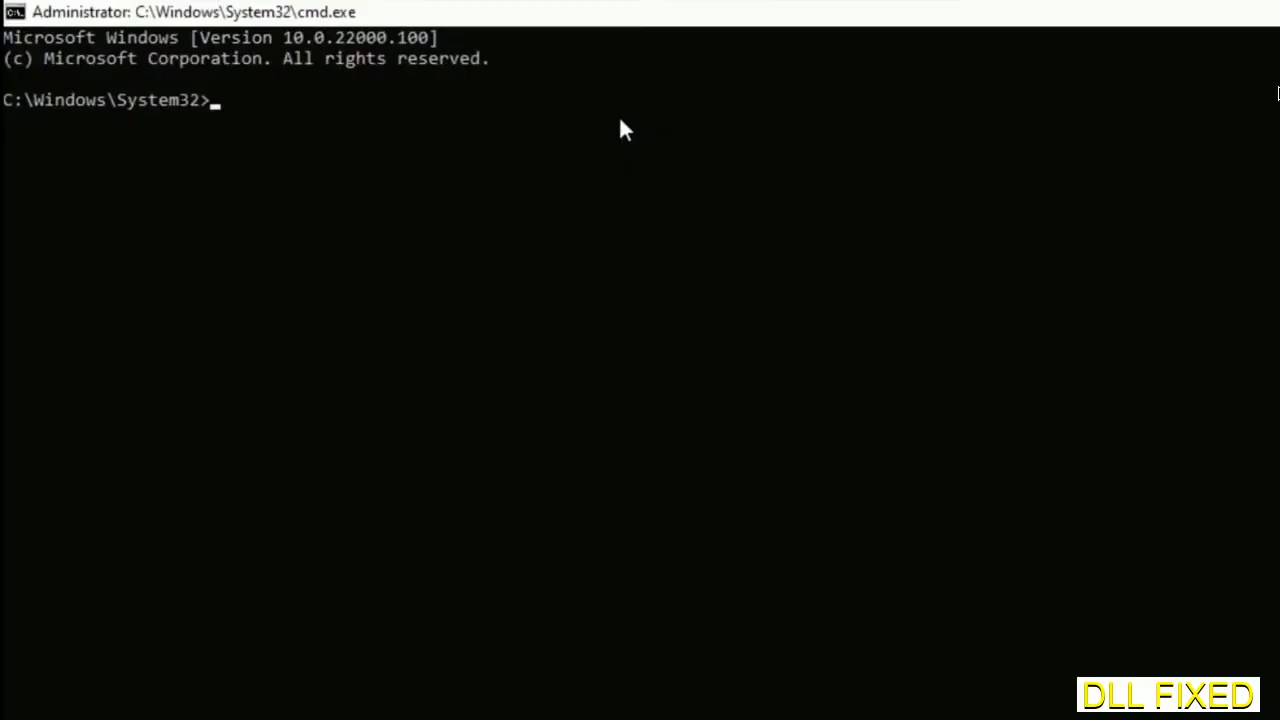 Administrator: C:\Windows\System32\cmd.exe
Microsoft Windows [Version 10.0.22000.100]
(c) Microsoft Corporation. All rights reserved.
C:\Windows\System32>
DLL FIXED